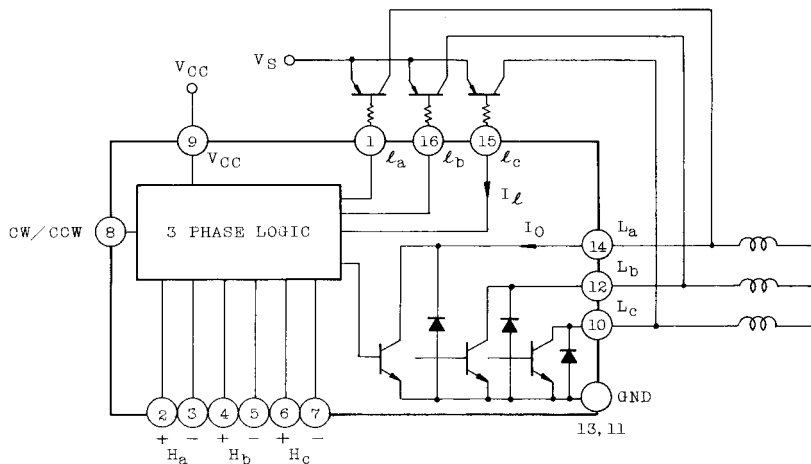 V_S
V_CC
9
V_CC
1
ℓ_a
16
ℓ_b
15
ℓ_c
I_ℓ
CW/CCW
8
3 PHASE LOGIC
I_O
14
L_a
12
L_b
10
L_c
GND
13, 11
2 3 4 5 6 7
+ − + − + −
H_a H_b H_c